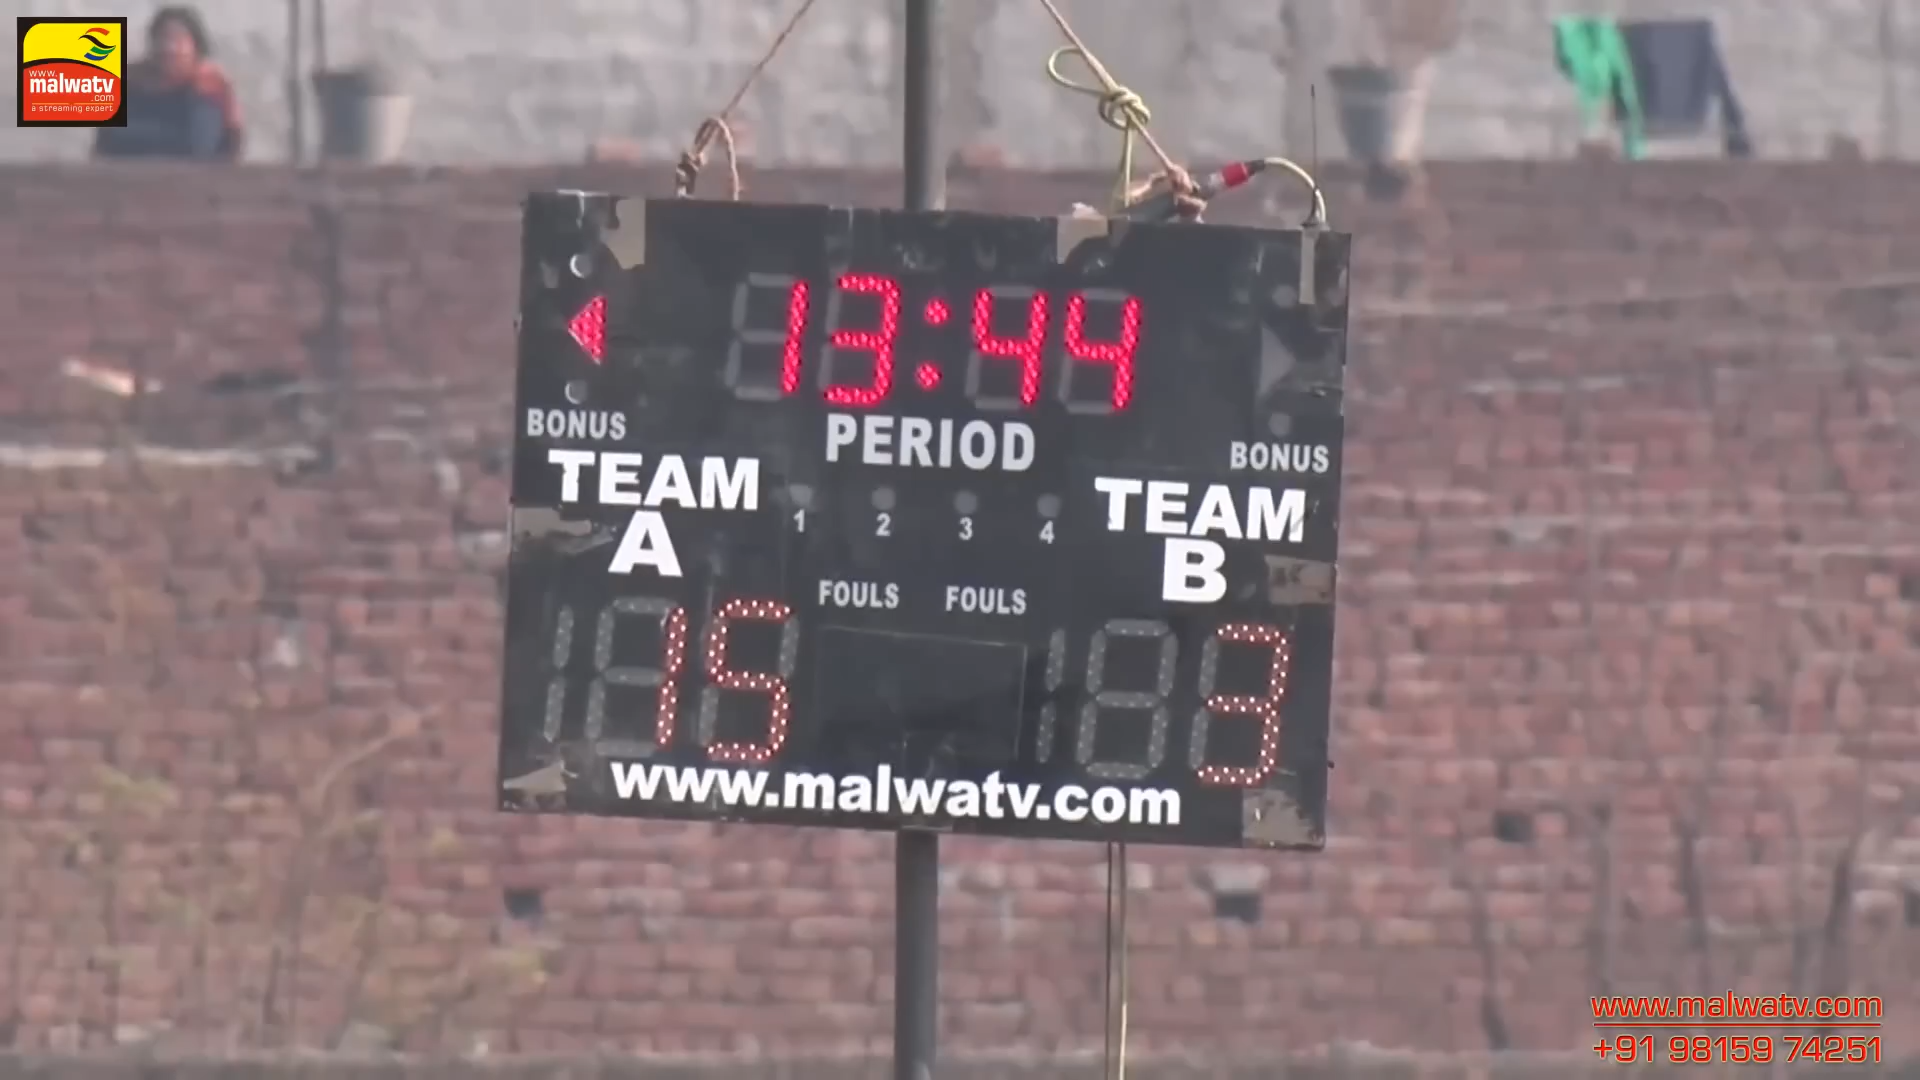 www.
malwatv
.com
a streaming expert
13:44
BONUS
PERIOD
BONUS
TEAM
A
TEAM
B
1 2 3 4
FOULS FOULS
15
3
www.malwatv.com
www.malwatv.com
+91 98159 74251